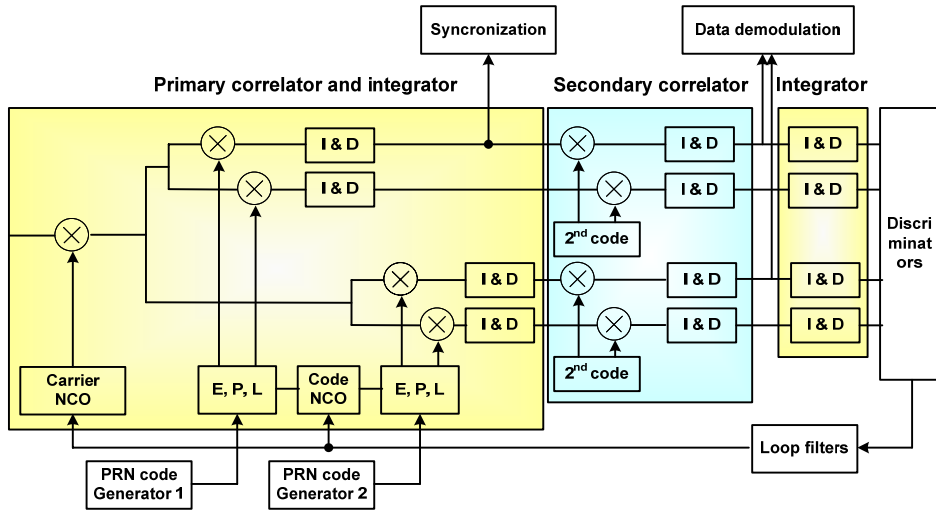 Syncronization
Data demodulation
Primary correlator and integrator
Secondary correlator
Integrator
I & D
I & D
I & D
I & D
I & D
I & D
2nd code
Discri
minat
ors
I & D
I & D
I & D
I & D
I & D
I & D
2nd code
Carrier
NCO
E, P, L
Code
NCO
E, P, L
Loop filters
PRN code
Generator 1
PRN code
Generator 2